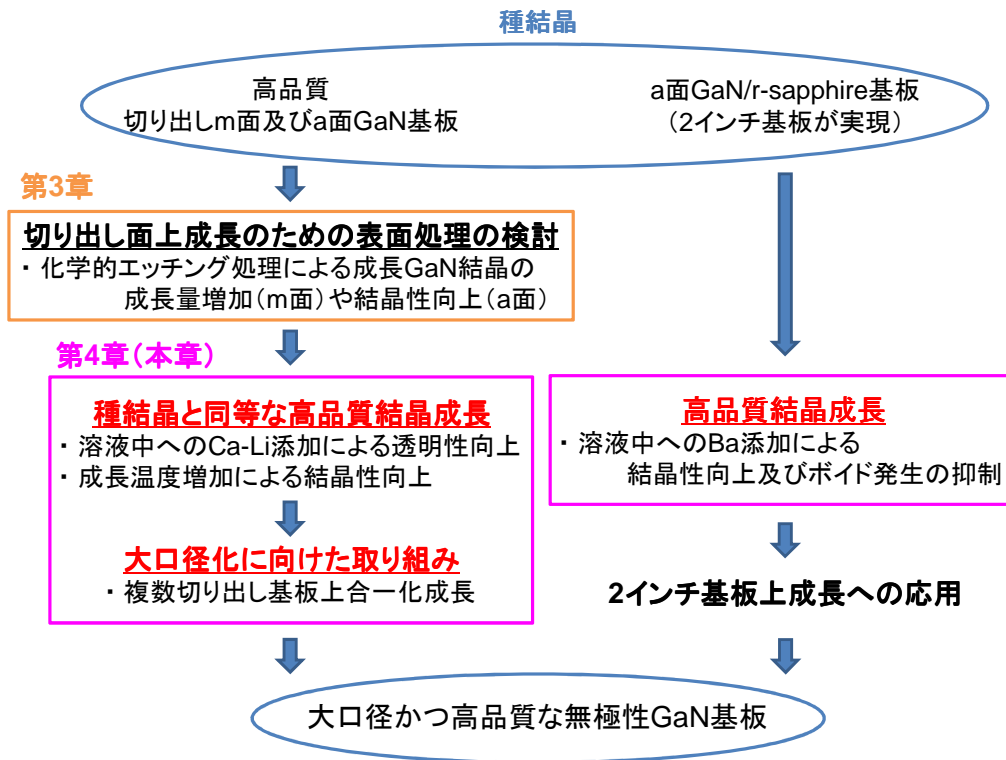 種結晶
高品質
切り出しm面及びa面GaN基板
a面GaN/r-sapphire基板
（2インチ基板が実現）
第3章
切り出し面上成長のための表面処理の検討
・ 化学的エッチング処理による成長GaN結晶の
成長量増加（m面）や結晶性向上（a面）
第4章（本章）
種結晶と同等な高品質結晶成長
・ 溶液中へのCa-Li添加による透明性向上
・ 成長温度増加による結晶性向上
大口径化に向けた取り組み
・ 複数切り出し基板上合一化成長
高品質結晶成長
・ 溶液中へのBa添加による
結晶性向上及びボイド発生の抑制
2インチ基板上成長への応用
大口径かつ高品質な無極性GaN基板